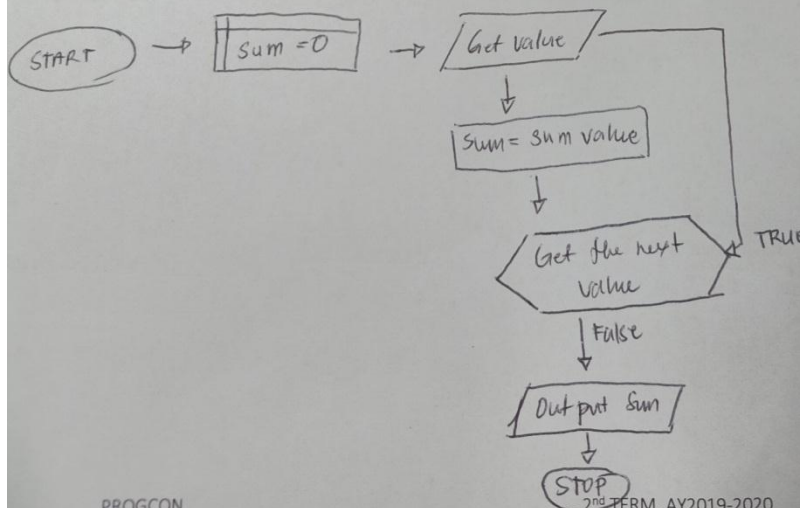 START
Sum = 0
Get value
Sum = sum value
Get the next
value
TRUE
False
Output Sum
STOP
PROGCON
2nd TERM AY2019-2020